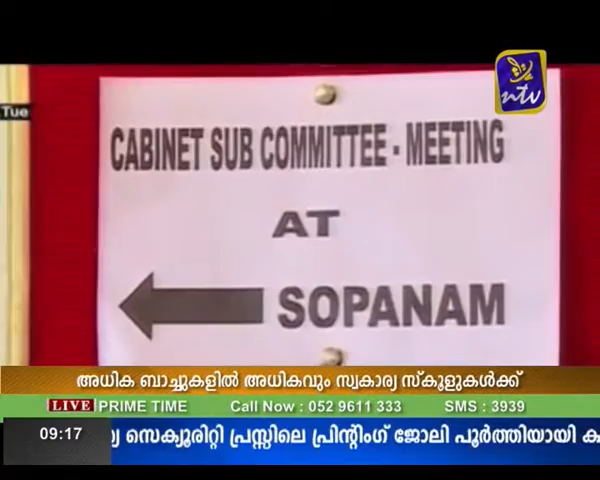 ntv
Tue
CABINET SUB COMMITTEE - MEETING
AT
SOPANAM
അധിക ബാച്ചുകളിൽ അധികവും സ്വകാര്യ സ്കൂളുകൾക്ക്
LIVE PRIME TIME Call Now : 052 9611 333 SMS : 3939
09:17 സെക്യൂരിറ്റി പ്രസ്സിലെ പ്രിന്റിംഗ് ജോലി പൂർത്തിയായി